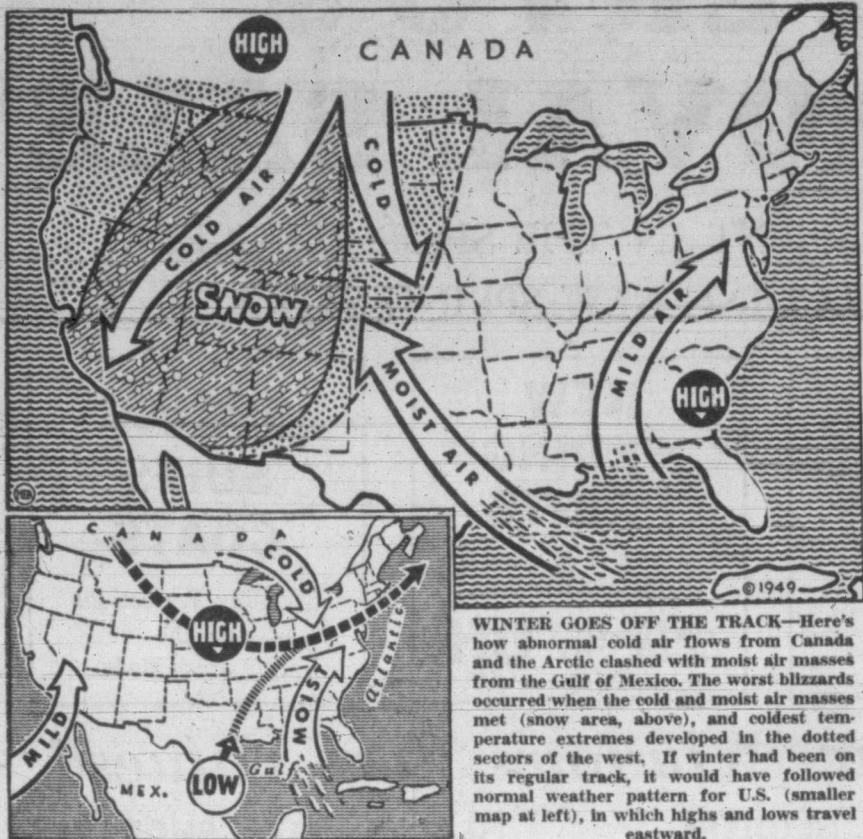 HIGH
CANADA
COLD AIR
COLD
SNOW
MOIST AIR
MILD AIR
HIGH
NEA
©1949
CANADA
COLD
HIGH
Atlantic
MOIST
MILD
LOW
Gulf
MEX.
WINTER GOES OFF THE TRACK—Here's
how abnormal cold air flows from Canada
and the Arctic clashed with moist air masses
from the Gulf of Mexico. The worst blizzards
occurred when the cold and moist air masses
met (snow area, above), and coldest tem-
perature extremes developed in the dotted
sectors of the west. If winter had been on
its regular track, it would have followed
normal weather pattern for U.S. (smaller
map at left), in which highs and lows travel
eastward.